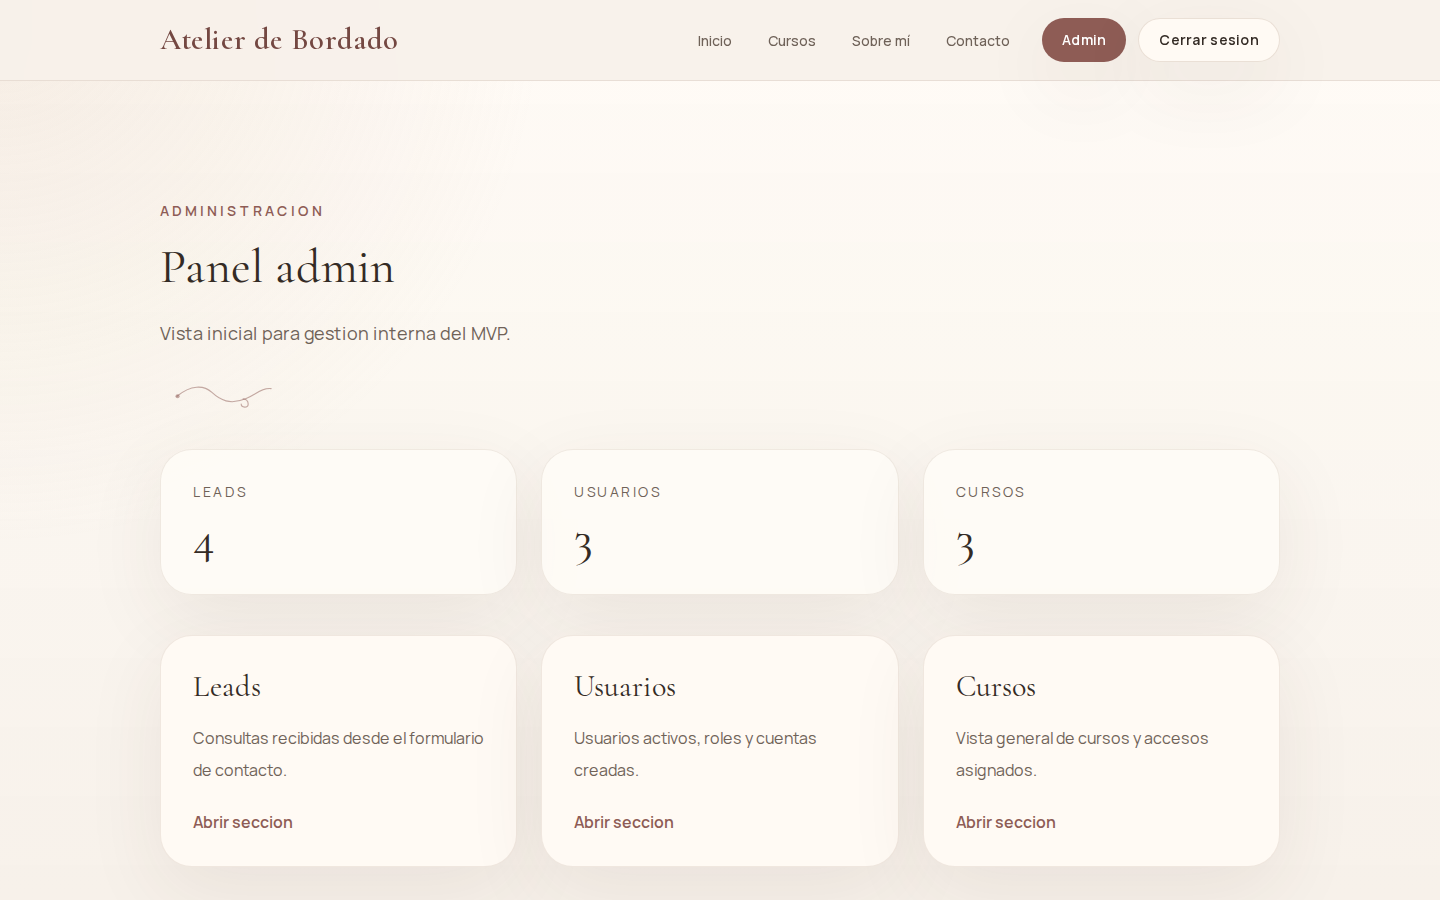 Atelier de Bordado
Inicio
Cursos
Sobre mí
Contacto
Admin
Cerrar sesion
ADMINISTRACION
Panel admin
Vista inicial para gestion interna del MVP.
LEADS
4
USUARIOS
3
CURSOS
3
Leads
Consultas recibidas desde el formulario
de contacto.
Abrir seccion
Usuarios
Usuarios activos, roles y cuentas
creadas.
Abrir seccion
Cursos
Vista general de cursos y accesos
asignados.
Abrir seccion